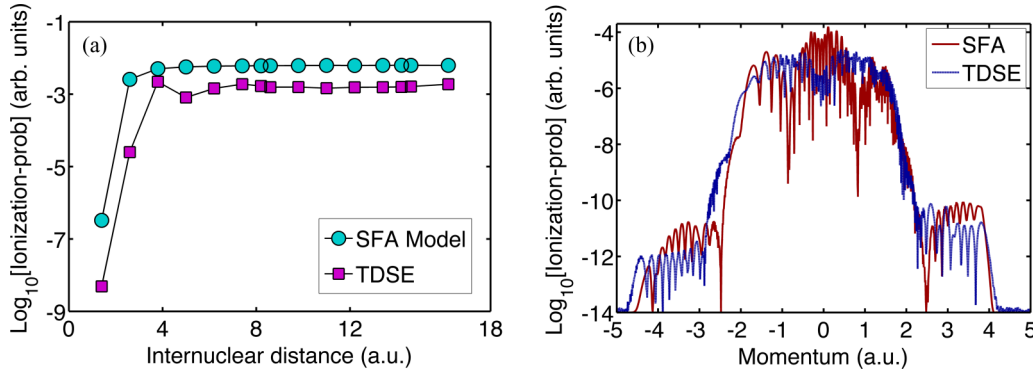 (a)
Log10[Ionization-prob] (arb. units)
-1
-3
-5
-7
-9
0
4
8
12
18
Internuclear distance (a.u.)
SFA Model
TDSE
(b)
Log10[Ionization-prob] (arb. units)
-4
-6
-8
-10
-12
-14
-5
-4
-3
-2
-1
0
1
2
3
4
5
Momentum (a.u.)
SFA
TDSE